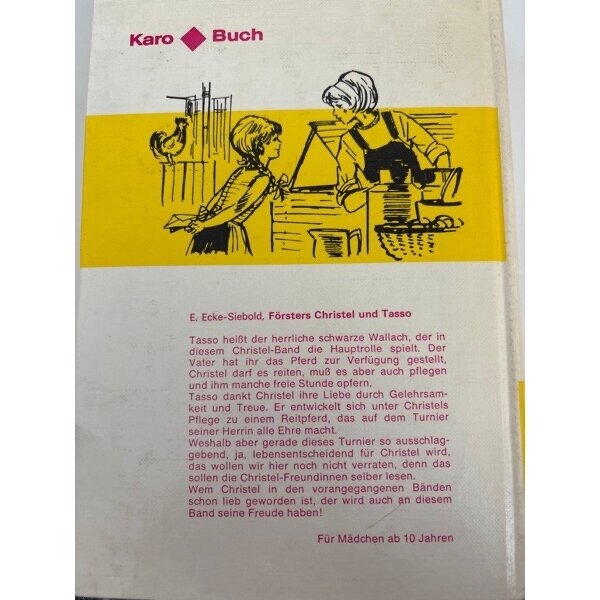 Karo Buch
E. Ecke-Siebold, Försters Christel und Tasso
Tasso heißt der herrliche schwarze Wallach, der in
diesem Christel-Band die Hauptrolle spielt. Der
Vater hat ihr das Pferd zur Verfügung gestellt,
Christel darf es reiten, muß es aber auch pflegen
und ihm manche freie Stunde opfern.
Tasso dankt Christel ihre Liebe durch Gelehrsam-
keit und Treue. Er entwickelt sich unter Christels
Pflege zu einem Reitpferd, das auf dem Turnier
seiner Herrin alle Ehre macht.
Weshalb aber gerade dieses Turnier so ausschlag-
gebend, ja, lebensentscheidend für Christel wird,
das wollen wir hier noch nicht verraten, denn das
sollen die Christel-Freundinnen selber lesen.
Wem Christel in den vorangegangenen Bänden
schon lieb geworden ist, der wird auch an diesem
Band seine Freude haben!
Für Mädchen ab 10 Jahren